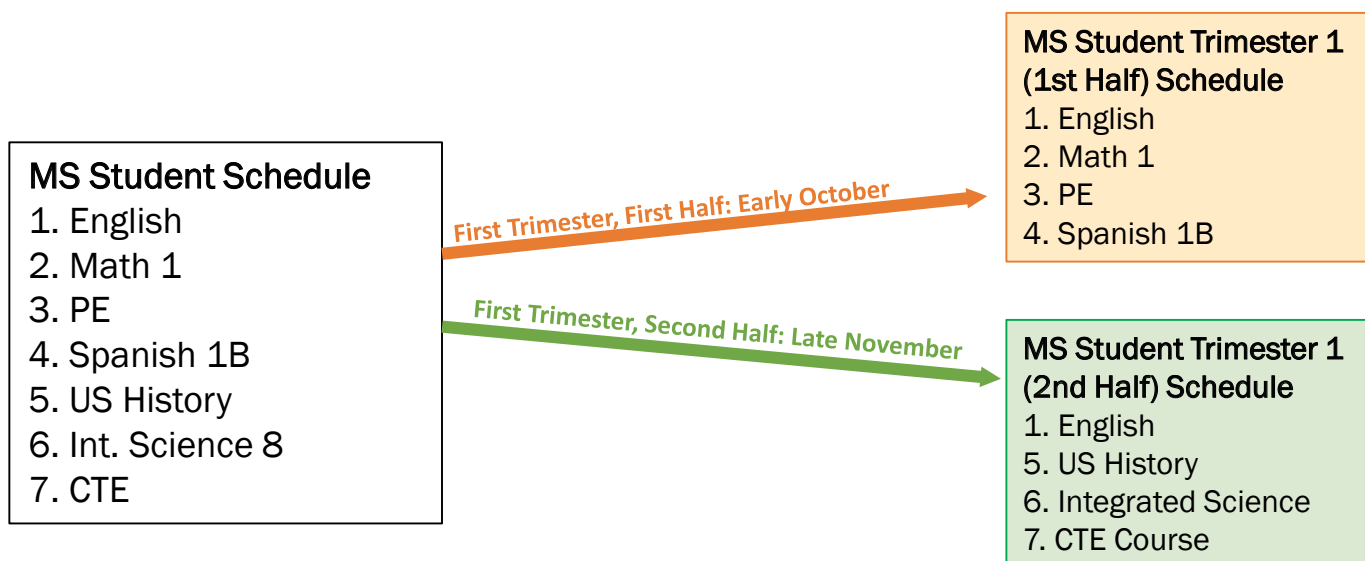 MS Student Schedule
1. English
2. Math 1
3. PE
4. Spanish 1B
5. US History
6. Int. Science 8
7. CTE
First Trimester, First Half: Early October
First Trimester, Second Half: Late November
MS Student Trimester 1
(1st Half) Schedule
1. English
2. Math 1
3. PE
4. Spanish 1B
MS Student Trimester 1
(2nd Half) Schedule
1. English
5. US History
6. Integrated Science
7. CTE Course